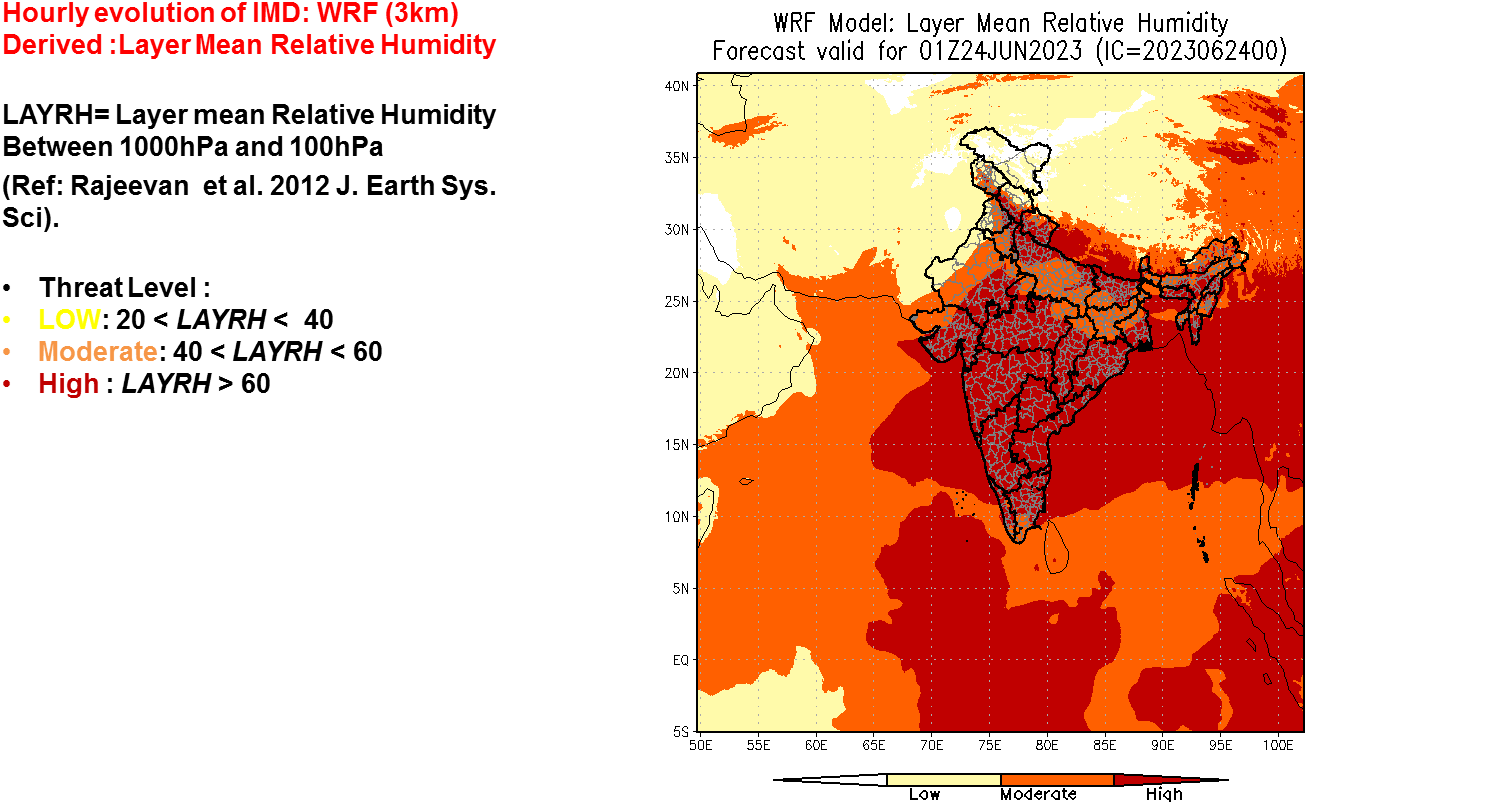 Hourly evolution of IMD: WRF (3km)
Derived :Layer Mean Relative Humidity
LAYRH= Layer mean Relative Humidity
Between 1000hPa and 100hPa
(Ref: Rajeevan et al. 2012 J. Earth Sys.
Sci).
• Threat Level :
• LOW: 20 < LAYRH < 40
• Moderate: 40 < LAYRH < 60
• High : LAYRH > 60
WRF Model: Layer Mean Relative Humidity
Forecast valid for 01Z24JUN2023 (IC=2023062400)
40N
35N
30N
25N
20N
15N
10N
5N
EQ
5S
50E 55E 60E 65E 70E 75E 80E 85E 90E 95E 100E
Low Moderate High